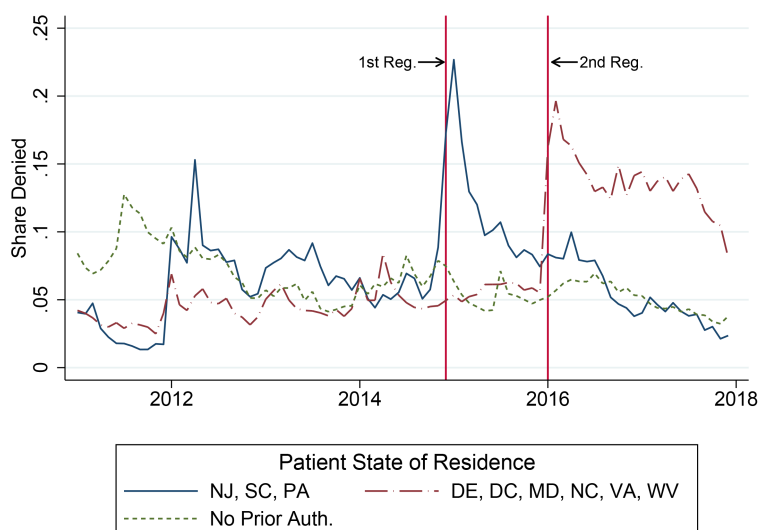 .25
.2
.15
.1
.05
0
Share Denied
1st Reg.
2nd Reg.
2012
2014
2016
2018
Patient State of Residence
NJ, SC, PA
DE, DC, MD, NC, VA, WV
No Prior Auth.